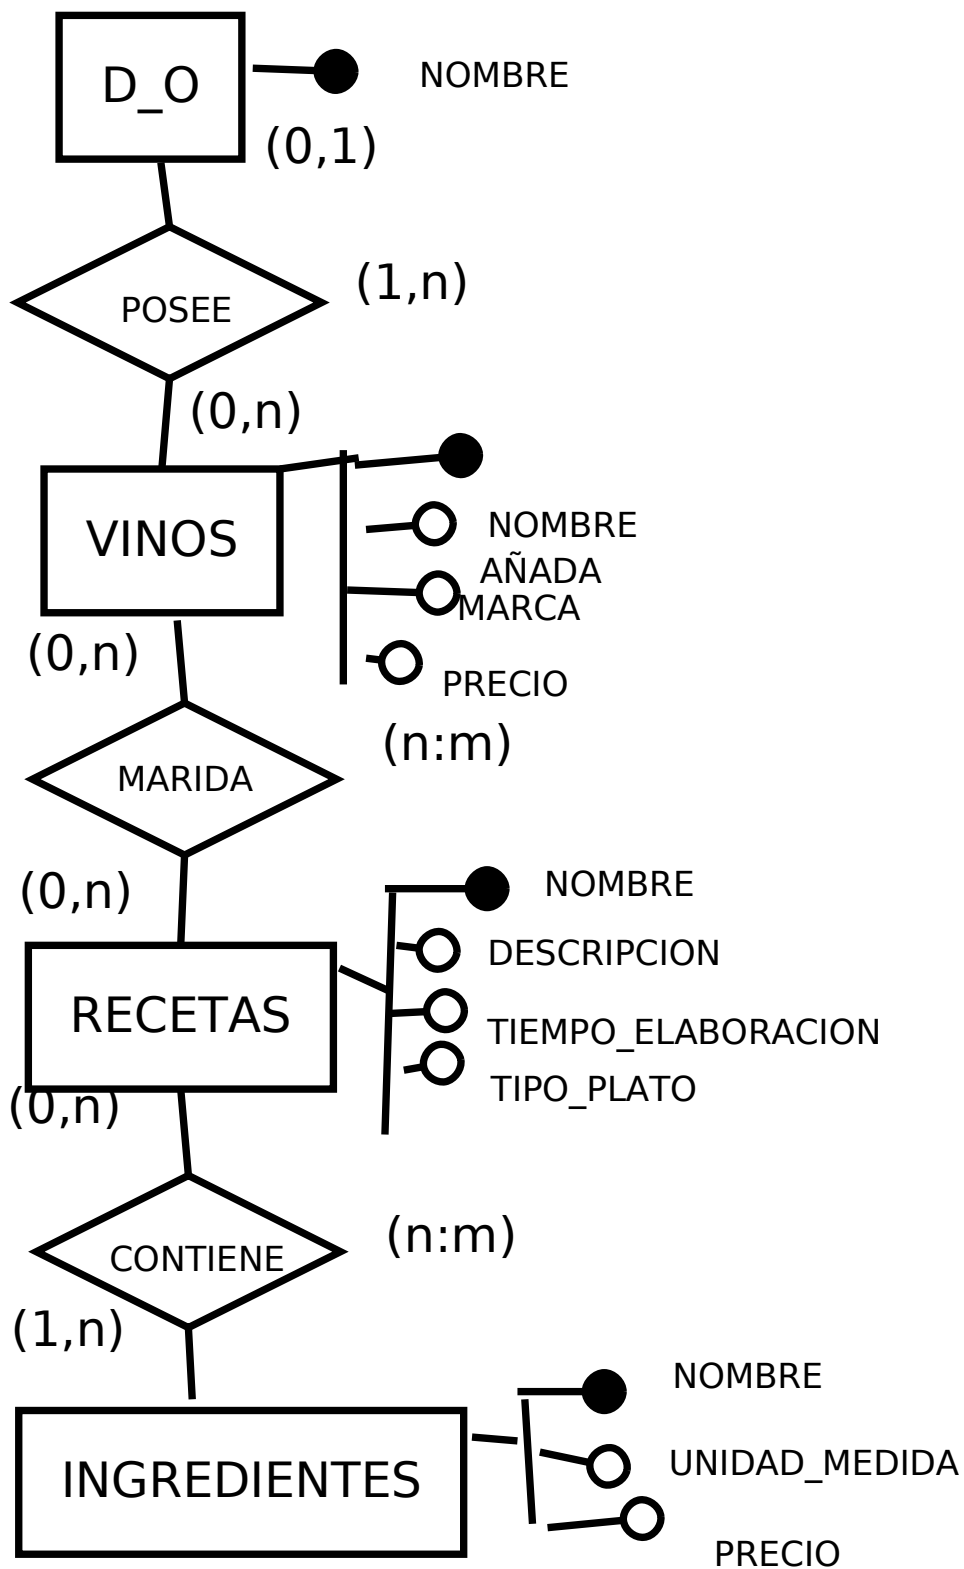 D_O
NOMBRE
(0,1)
POSEE
(1,n)
(0,n)
VINOS
NOMBRE
AÑADA
MARCA
PRECIO
(0,n)
(n:m)
MARIDA
(0,n)
NOMBRE
DESCRIPCION
RECETAS
TIEMPO_ELABORACION
TIPO_PLATO
(0,n)
CONTIENE
(n:m)
(1,n)
NOMBRE
INGREDIENTES
UNIDAD_MEDIDA
PRECIO